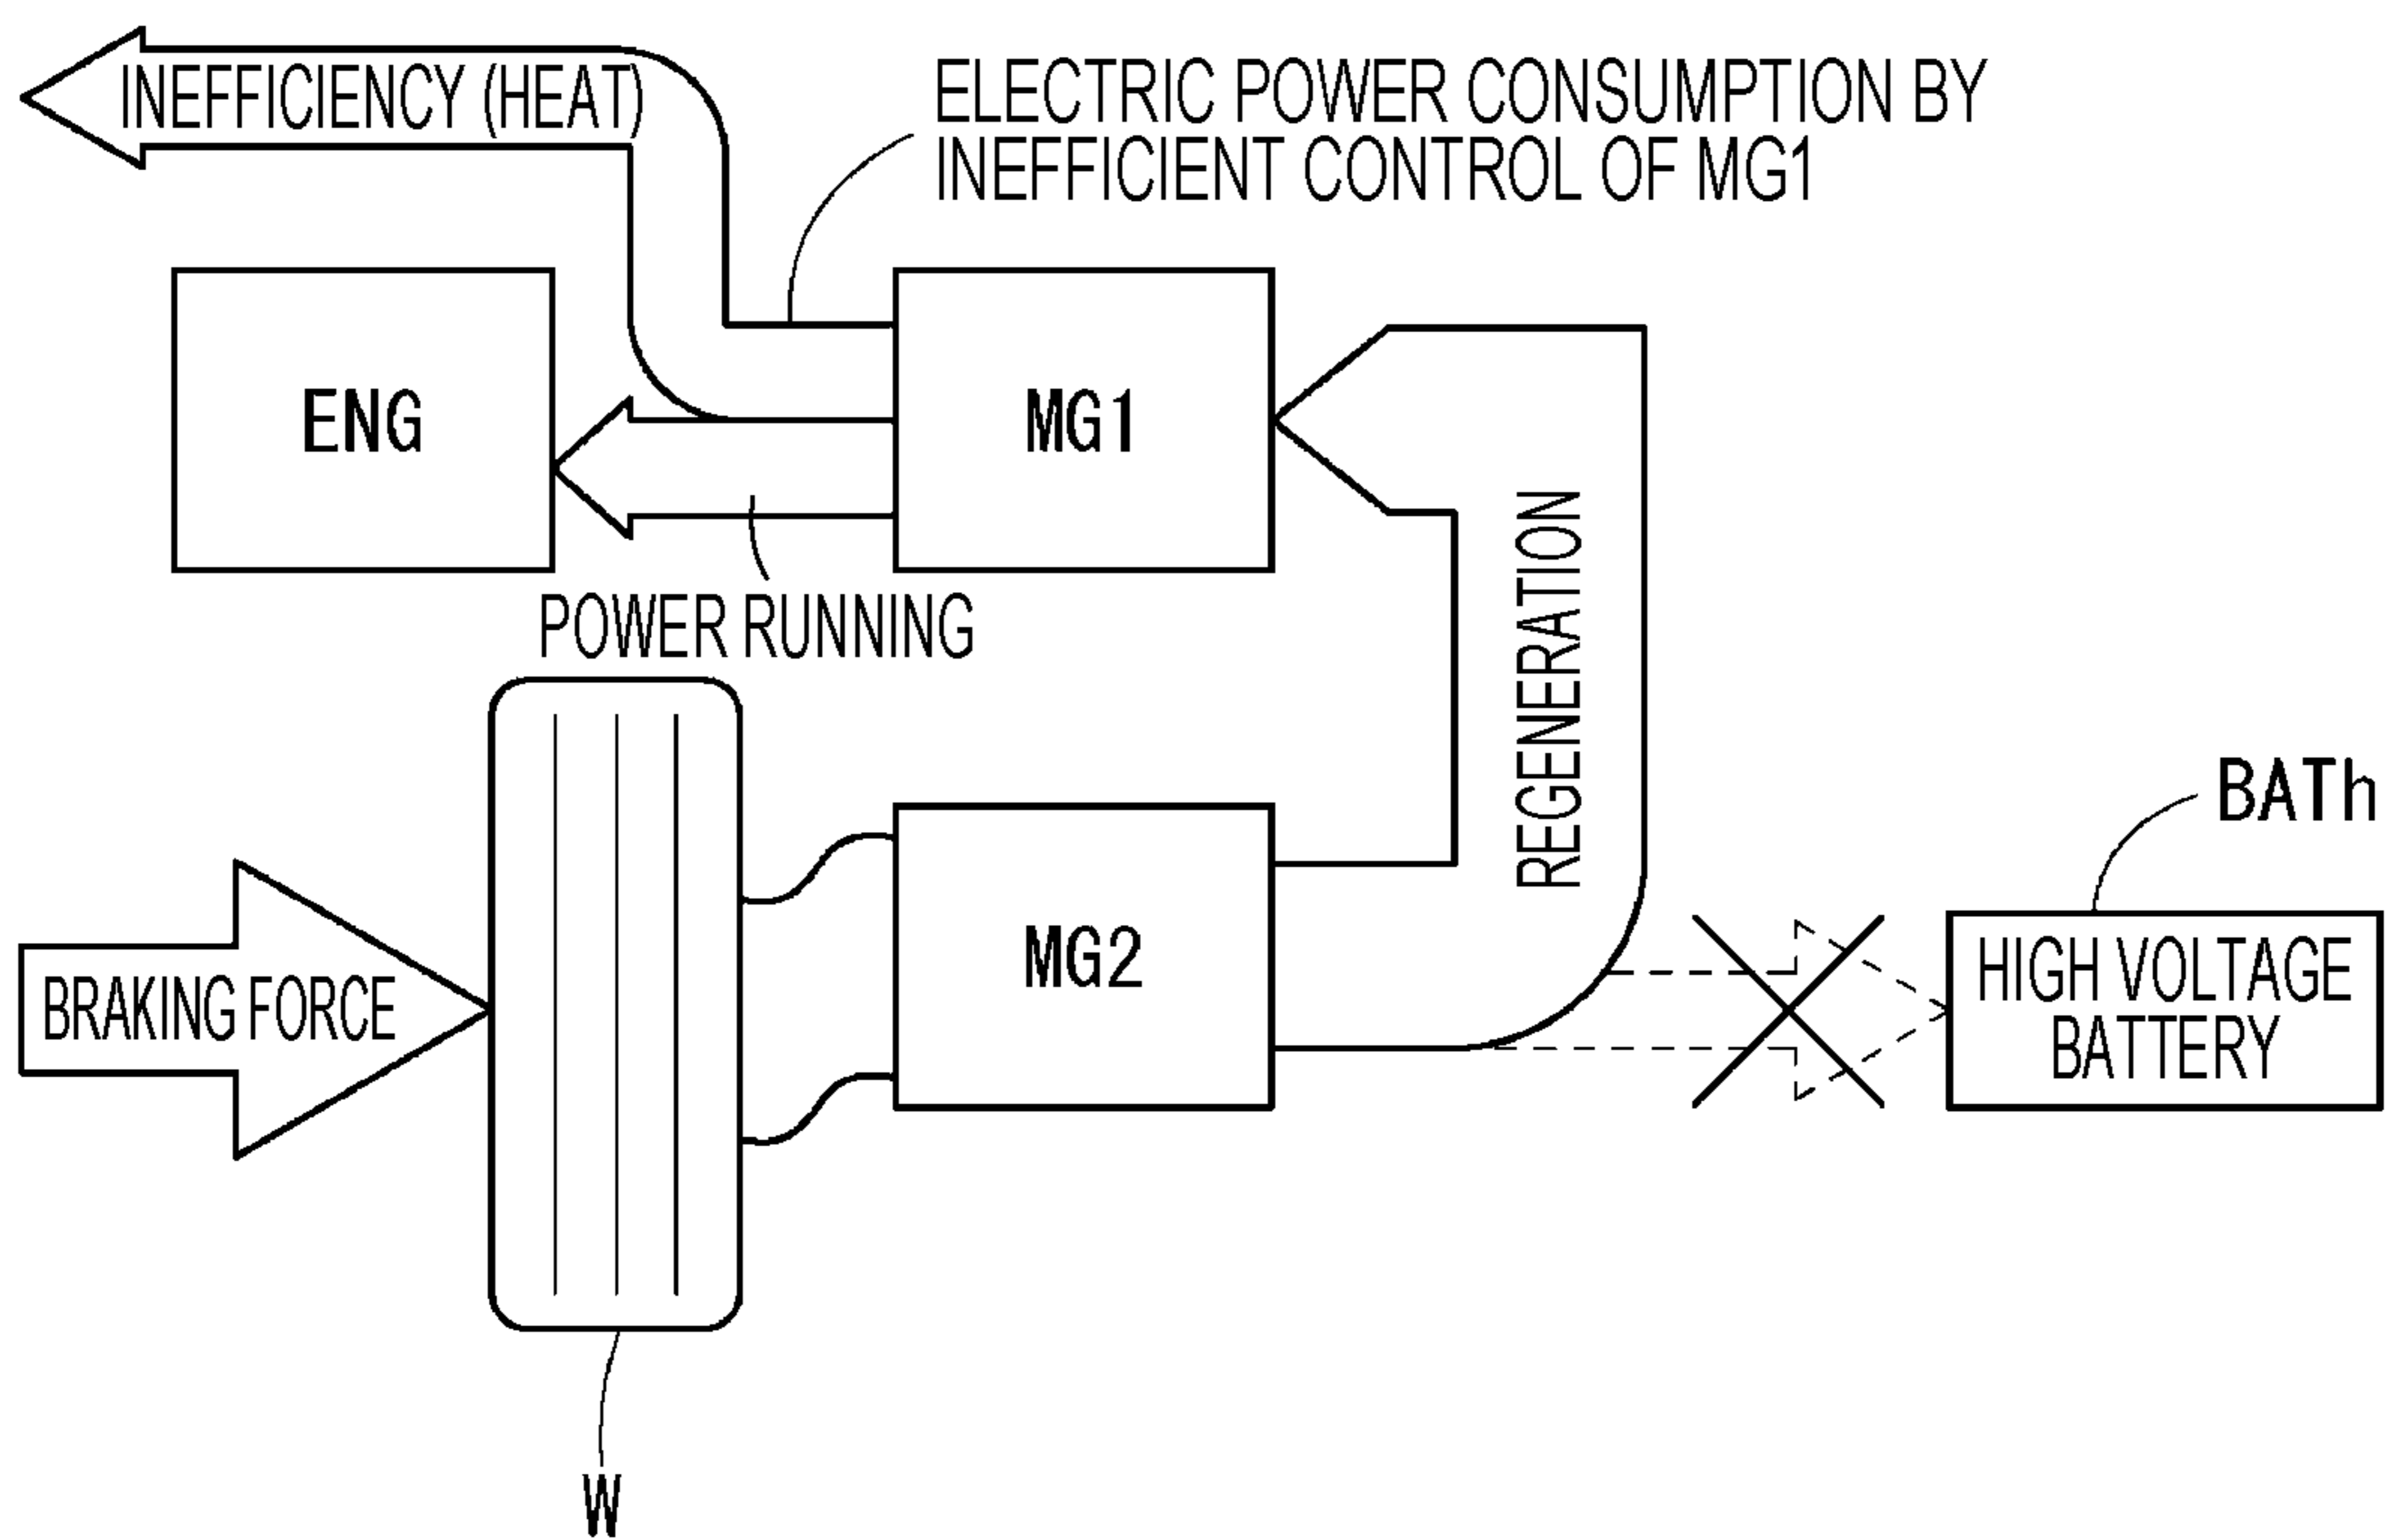 INEFFICIENCY (HEAT)
ELECTRIC POWER CONSUMPTION BY
INEFFICIENT CONTROL OF MG1
ENG
MG1
POWER RUNNING
REGENERATION
BATh
BRAKING FORCE
MG2
HIGH VOLTAGE
BATTERY
W